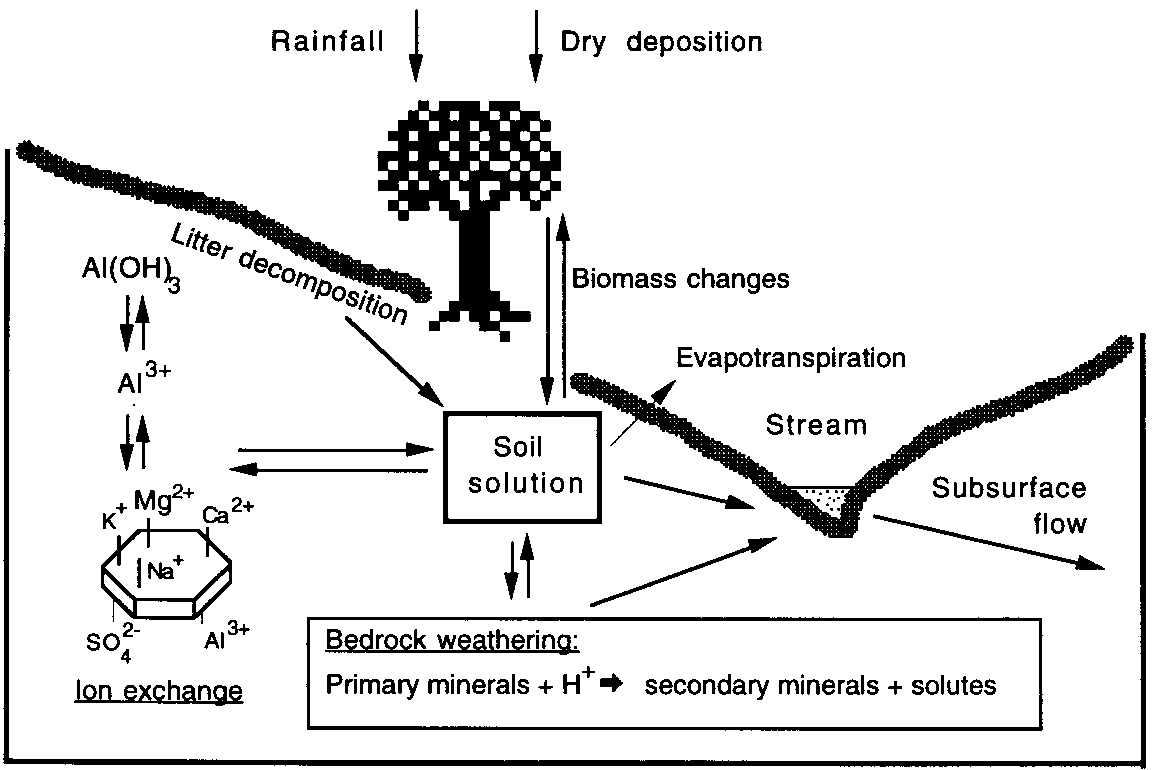 Rainfall
Dry deposition
Litter decomposition
Al(OH)3
Biomass changes
Al3+
Evapotranspiration
Stream
Soil
solution
Subsurface
flow
K+
Mg2+
Ca2+
Na+
SO42-
Al3+
Ion exchange
Bedrock weathering:
Primary minerals + H+ → secondary minerals + solutes